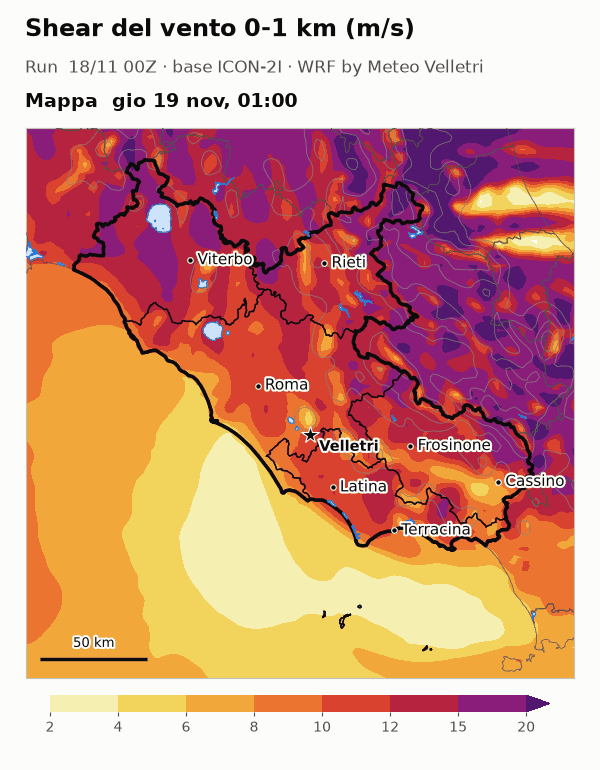 Shear del vento 0-1 km (m/s)
Run  18/11 00Z · base ICON-2I · WRF by Meteo Velletri
Mappa  gio 19 nov, 01:00
Viterbo
Rieti
Roma
Velletri
Frosinone
Latina
Cassino
Terracina
50 km
2 4 6 8 10 12 15 20